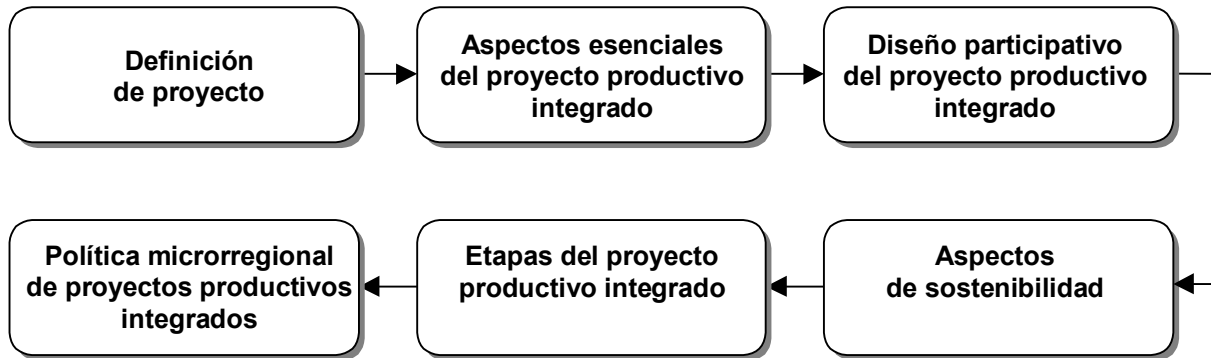 Definición
de proyecto
Aspectos esenciales
del proyecto productivo
integrado
Diseño participativo
del proyecto productivo
integrado
Aspectos
de sostenibilidad
Etapas del proyecto
productivo integrado
Política microrregional
de proyectos productivos
integrados